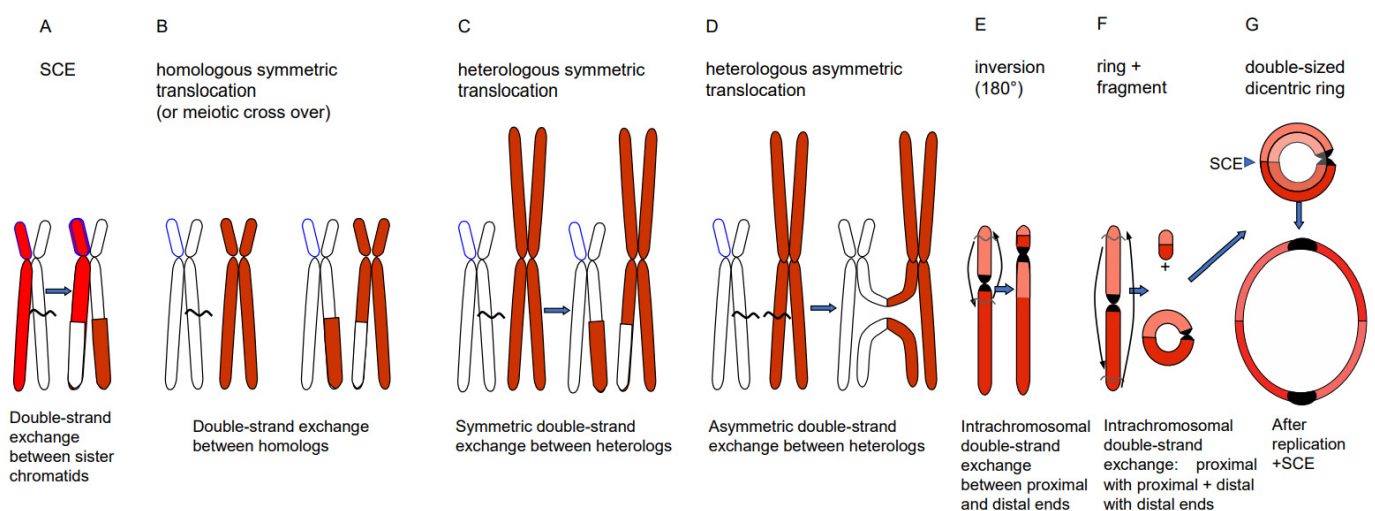 A
SCE
Double-strand
exchange
between sister
chromatids
B
homologous symmetric
translocation
(or meiotic cross over)
Double-strand exchange
between homologs
C
heterologous symmetric
translocation
Symmetric double-strand
exchange between heterologs
D
heterologous asymmetric
translocation
Asymmetric double-strand
exchange between heterologs
E
inversion
(180°)
Intrachromosomal
double-strand
exchange
between proximal
and distal ends
F
ring +
fragment
+
Intrachromosomal
double-strand
exchange: proximal
with proximal + distal
with distal ends
G
double-sized
dicentric ring
SCE
After
replication
+SCE